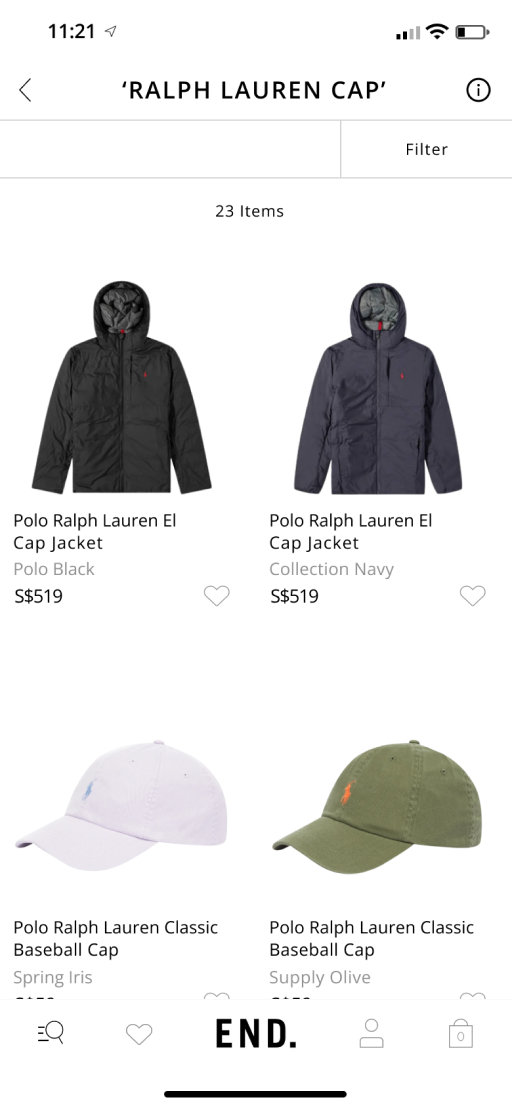 11:21
‘RALPH LAUREN CAP’
Filter
23 Items
Polo Ralph Lauren El
Cap Jacket
Polo Black
S$519
Polo Ralph Lauren El
Cap Jacket
Collection Navy
S$519
Polo Ralph Lauren Classic
Baseball Cap
Spring Iris
Polo Ralph Lauren Classic
Baseball Cap
Supply Olive
END.
0